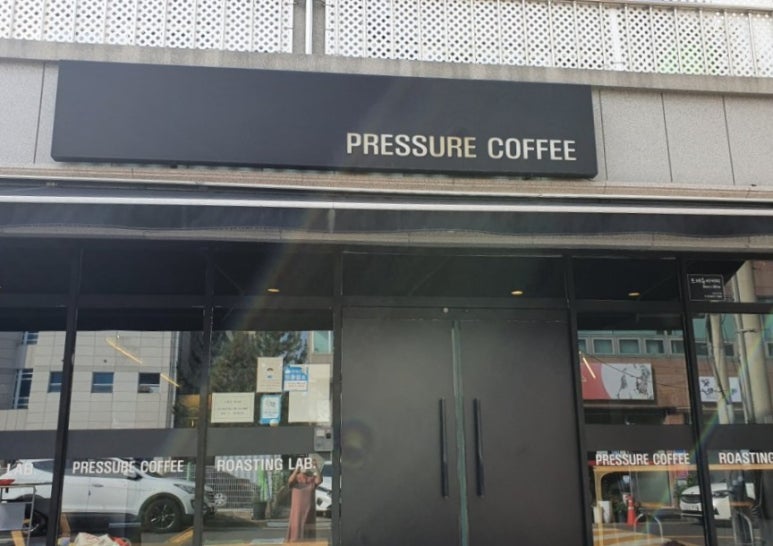 PRESSURE COFFEE
LAB.
PRESSURE COFFEE
ROASTING LAB.
PRESSURE COFFEE
ROASTING